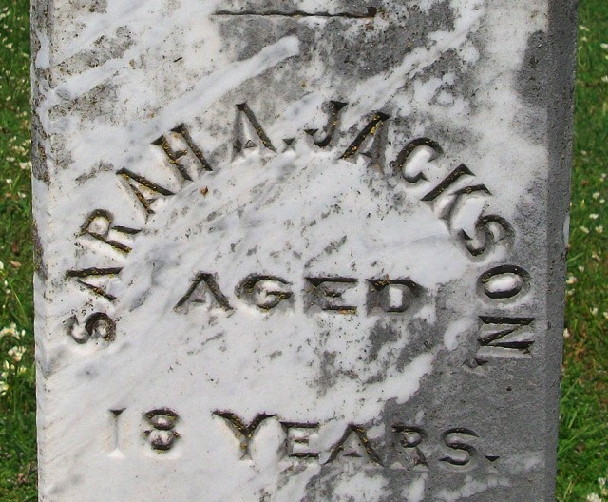 SARAH A. JACKSON,
AGED
18 YEARS.